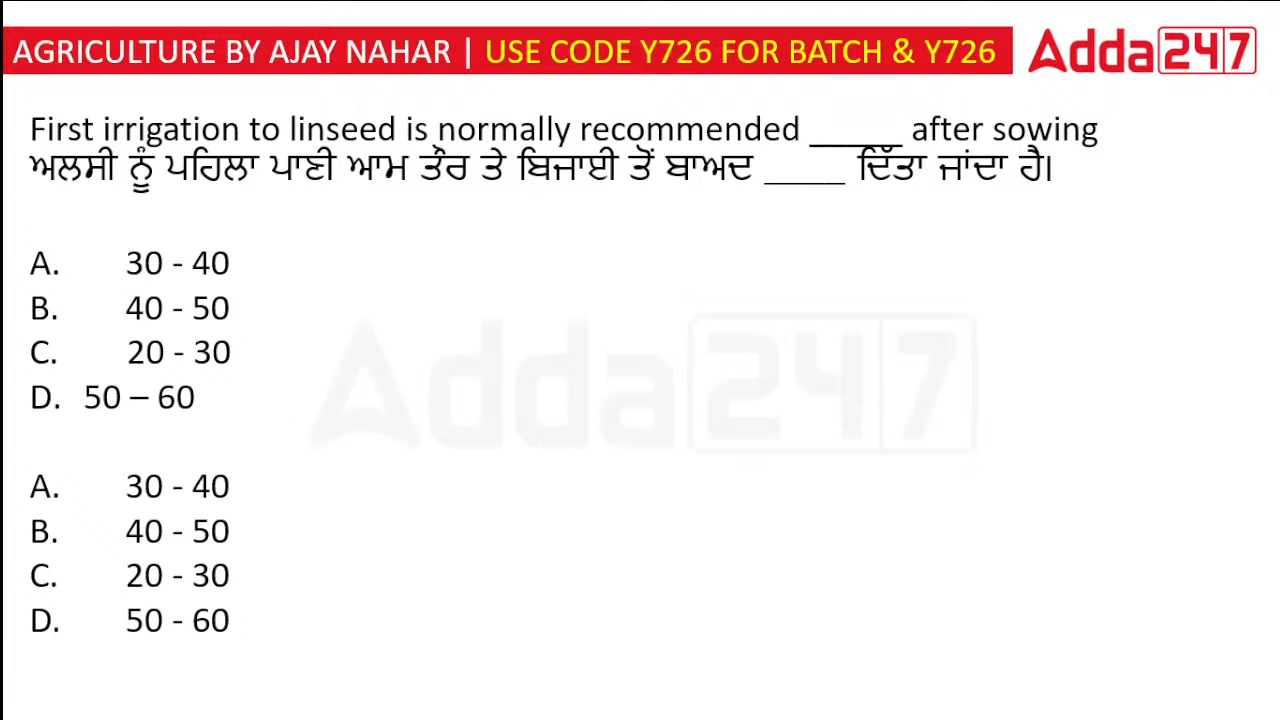 AGRICULTURE BY AJAY NAHAR | USE CODE Y726 FOR BATCH & Y726 Adda247
First irrigation to linseed is normally recommended _____ after sowing
ਅਲਸੀ ਨੂੰ ਪਹਿਲਾ ਪਾਣੀ ਆਮ ਤੌਰ ਤੇ ਬਿਜਾਈ ਤੋਂ ਬਾਅਦ _____ ਦਿੱਤਾ ਜਾਂਦਾ ਹੈ।
A. 30 - 40
B. 40 - 50
C. 20 - 30
D. 50 – 60
A. 30 - 40
B. 40 - 50
C. 20 - 30
D. 50 - 60
Adda247